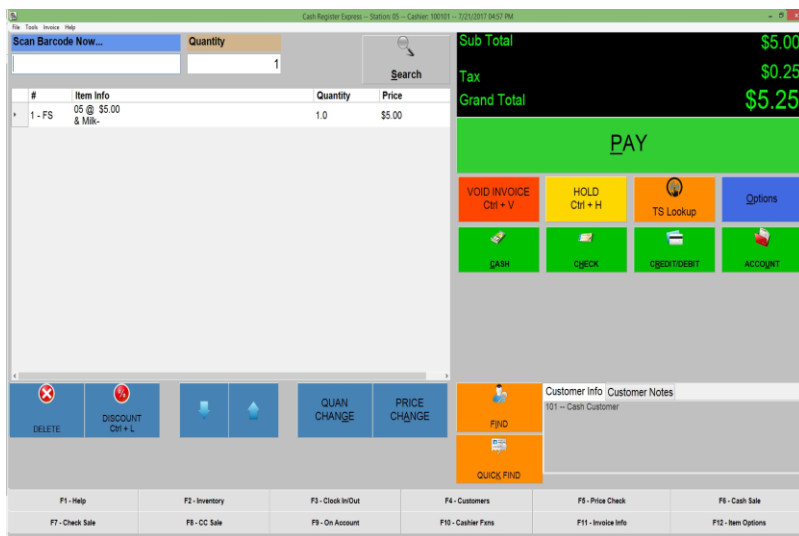 Cash Register Express -- Station: 05 -- Cashier: 100101 -- 7/21/2017 04:57 PM
File Tools Invoice Help
Scan Barcode Now...
Quantity
1
Search
Sub Total $5.00
Tax $0.25
Grand Total $5.25
# Item Info Quantity Price
1 - FS 05 @ $5.00 1.0 $5.00
& Milk-
PAY
VOID INVOICE
Ctrl + V
HOLD
Ctrl + H
TS Lookup
Options
CASH
CHECK
CREDIT/DEBIT
ACCOUNT
DELETE
DISCOUNT
Ctrl + L
QUAN
CHANGE
PRICE
CHANGE
FIND
QUICK FIND
Customer Info Customer Notes
101 -- Cash Customer
F1 - Help F2 - Inventory F3 - Clock In/Out F4 - Customers F5 - Price Check F6 - Cash Sale
F7 - Check Sale F8 - CC Sale F9 - On Account F10 - Cashier Fxns F11 - Invoice Info F12 - Item Options